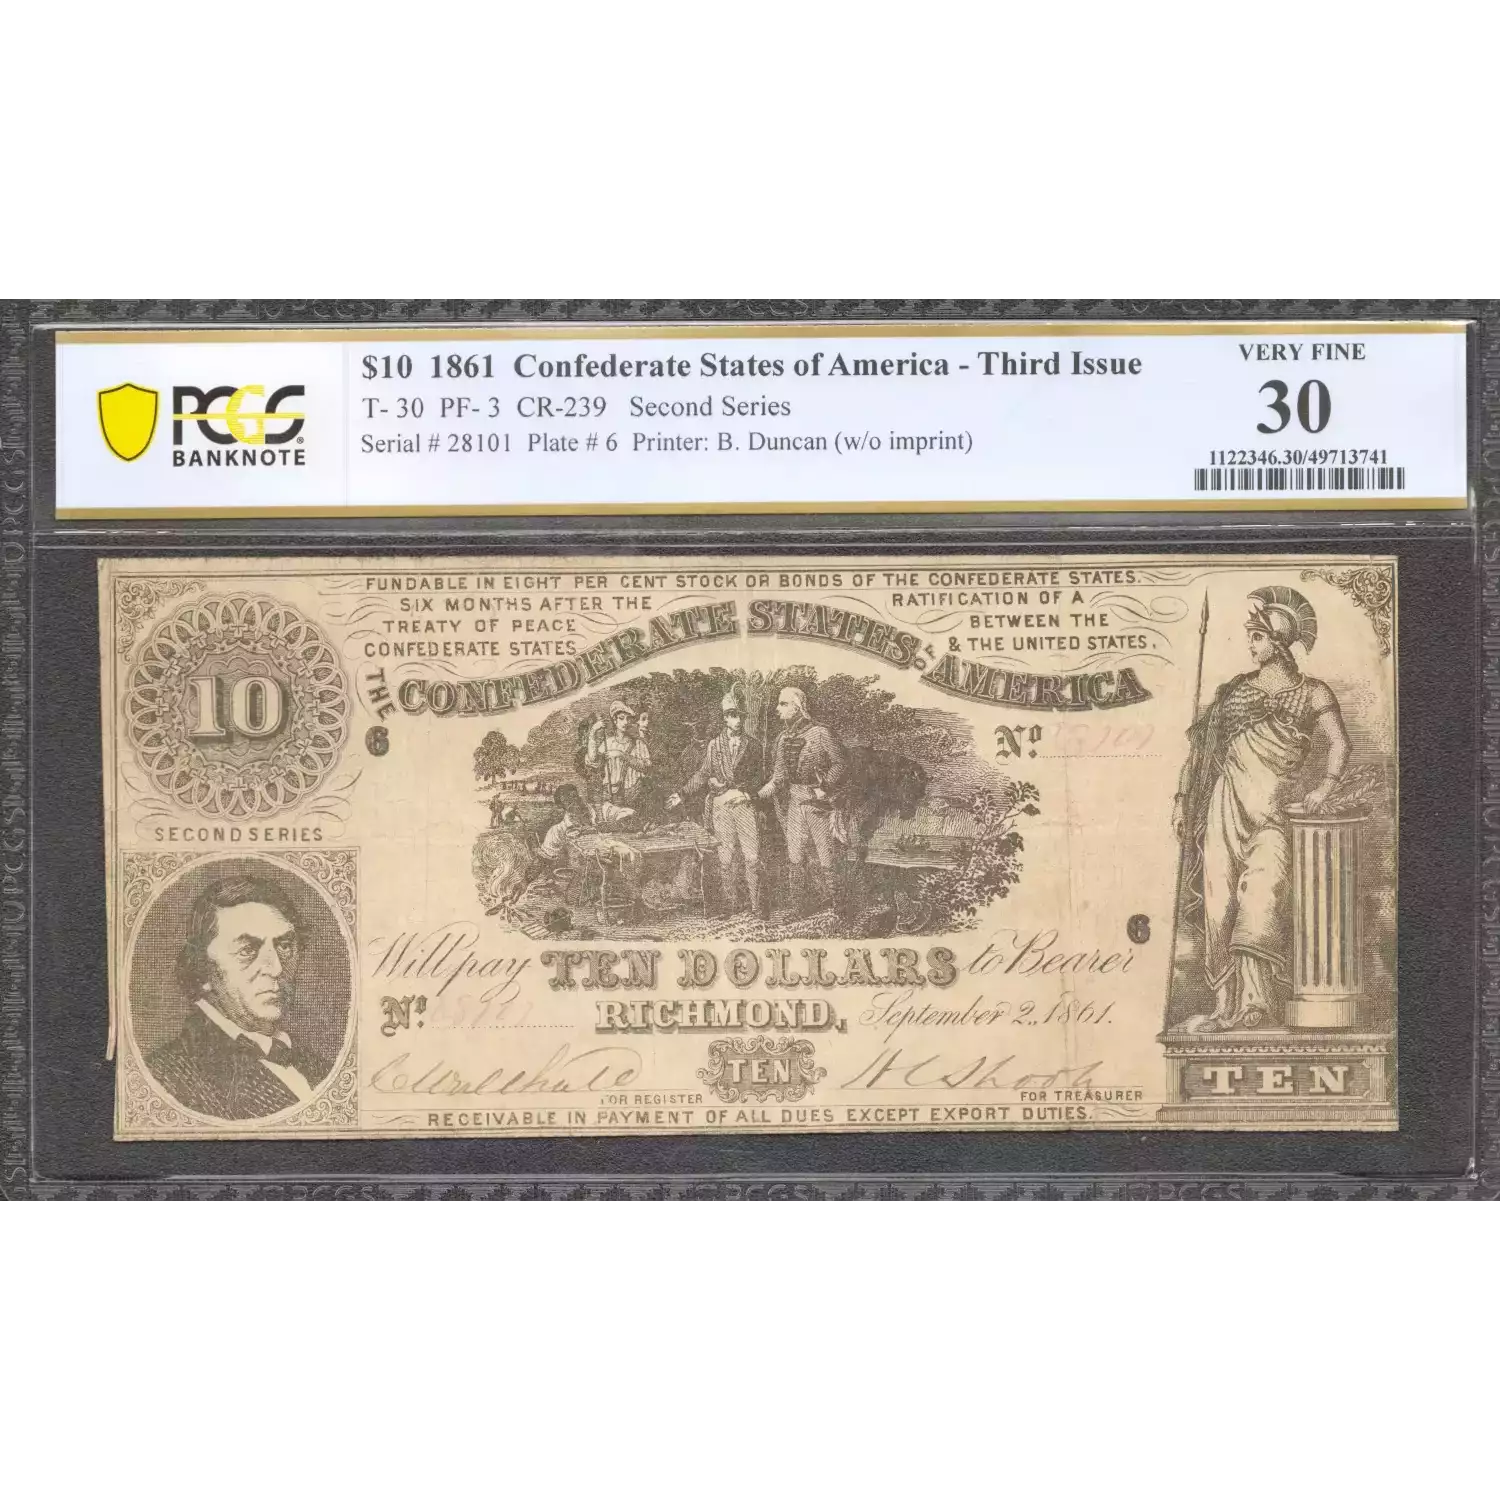 PCGS
BANKNOTE
$10 1861 Confederate States of America - Third Issue
T- 30 PF- 3 CR-239 Second Series
Serial # 28101 Plate # 6 Printer: B. Duncan (w/o imprint)
VERY FINE
30
1122346.30/49713741
FUNDABLE IN EIGHT PER CENT STOCK OR BONDS OF THE CONFEDERATE STATES.
SIX MONTHS AFTER THE RATIFICATION OF A
TREATY OF PEACE BETWEEN THE
CONFEDERATE STATES & THE UNITED STATES.
THE CONFEDERATE STATES OF AMERICA
10
6
Nº
SECOND SERIES
6
Will pay TEN DOLLARS to Bearer
Nº
RICHMOND, September 2, 1861.
TEN
FOR REGISTER
FOR TREASURER
TEN
RECEIVABLE IN PAYMENT OF ALL DUES EXCEPT EXPORT DUTIES.